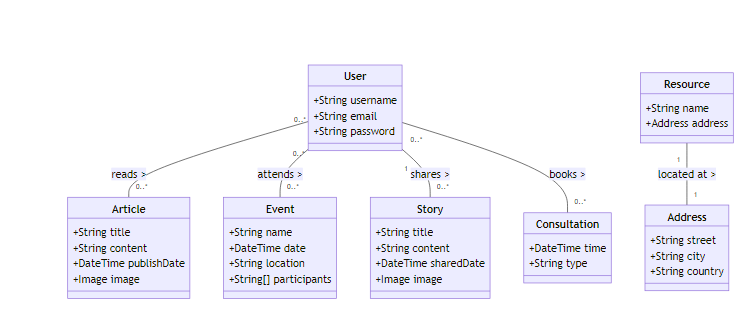 User
+String username
+String email
+String password
Resource
+String name
+Address address
0..*
0..*
1
0..*
1
reads >
attends >
shares >
books >
located at >
0..*
0..*
0..*
0..*
1
Article
+String title
+String content
+DateTime publishDate
+Image image
Event
+String name
+DateTime date
+String location
+String[] participants
Story
+String title
+String content
+DateTime sharedDate
+Image image
Consultation
+DateTime time
+String type
Address
+String street
+String city
+String country